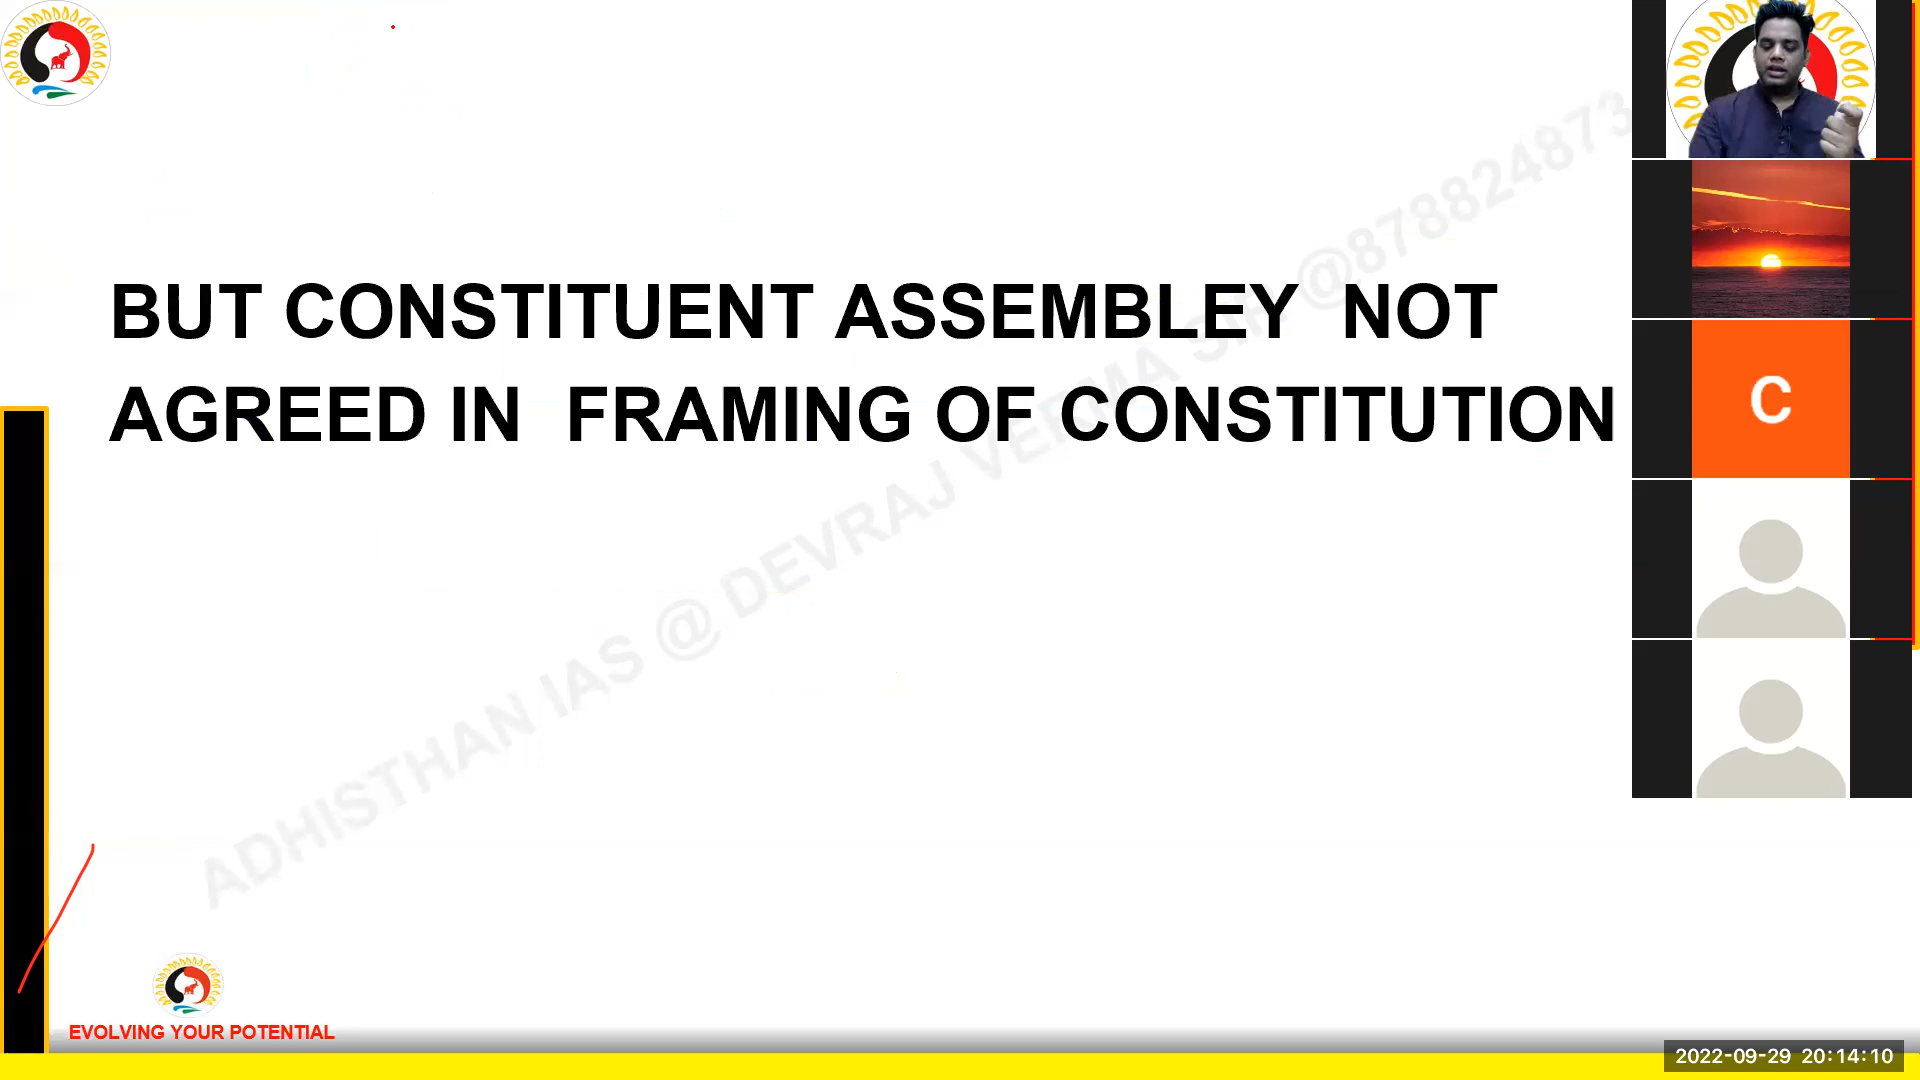 BUT CONSTITUENT ASSEMBLEY NOT
AGREED IN FRAMING OF CONSTITUTION
ADHISTHAN IAS @ DEVRAJ VERMA SIR @878824873
C
EVOLVING YOUR POTENTIAL
2022-09-29 20:14:10